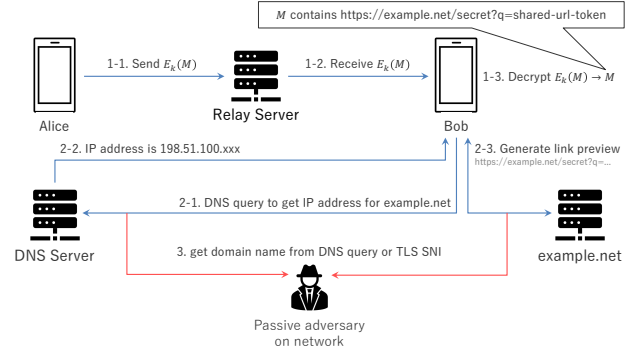 M contains https://example.net/secret?q=shared-url-token
1-1. Send Eₖ(M)
1-2. Receive Eₖ(M)
1-3. Decrypt Eₖ(M) → M
Alice
Relay Server
Bob
2-2. IP address is 198.51.100.xxx
2-3. Generate link preview
https://example.net/secret?q=...
2-1. DNS query to get IP address for example.net
DNS Server
3. get domain name from DNS query or TLS SNI
example.net
Passive adversary
on network